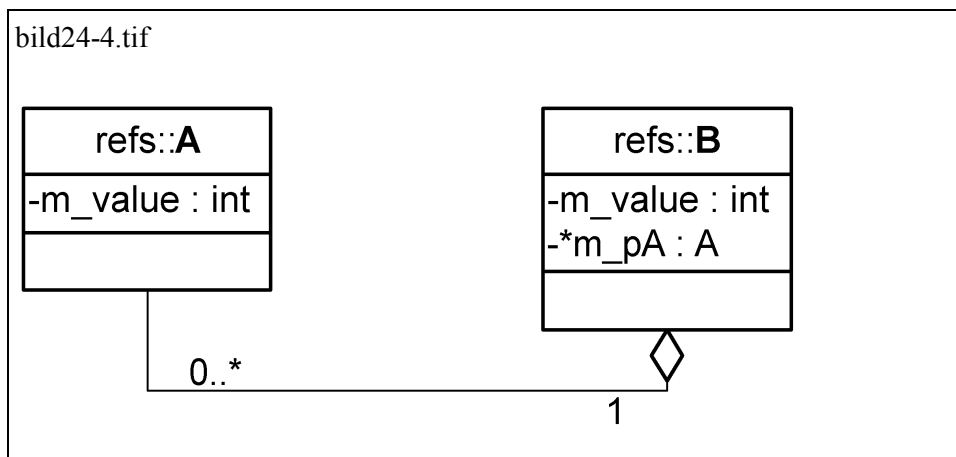 bild24-4.tif
refs::A
-m_value : int
refs::B
-m_value : int
-*m_pA : A
0..*
1